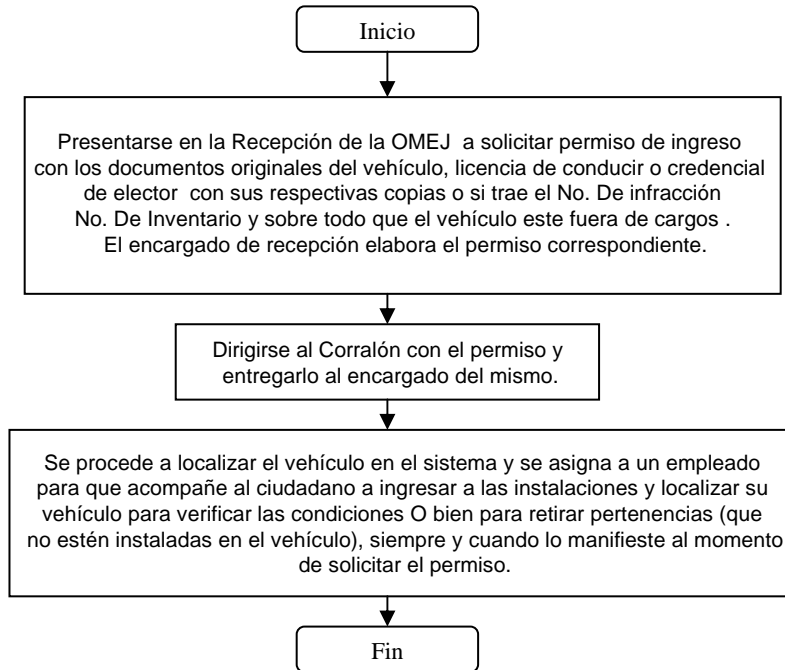 Inicio
Presentarse en la Recepción de la OMEJ a solicitar permiso de ingreso
con los documentos originales del vehículo, licencia de conducir o credencial
de elector con sus respectivas copias o si trae el No. De infracción
No. De Inventario y sobre todo que el vehículo este fuera de cargos .
El encargado de recepción elabora el permiso correspondiente.
Dirigirse al Corralón con el permiso y
entregarlo al encargado del mismo.
Se procede a localizar el vehículo en el sistema y se asigna a un empleado
para que acompañe al ciudadano a ingresar a las instalaciones y localizar su
vehículo para verificar las condiciones O bien para retirar pertenencias (que
no estén instaladas en el vehículo), siempre y cuando lo manifieste al momento
de solicitar el permiso.
Fin